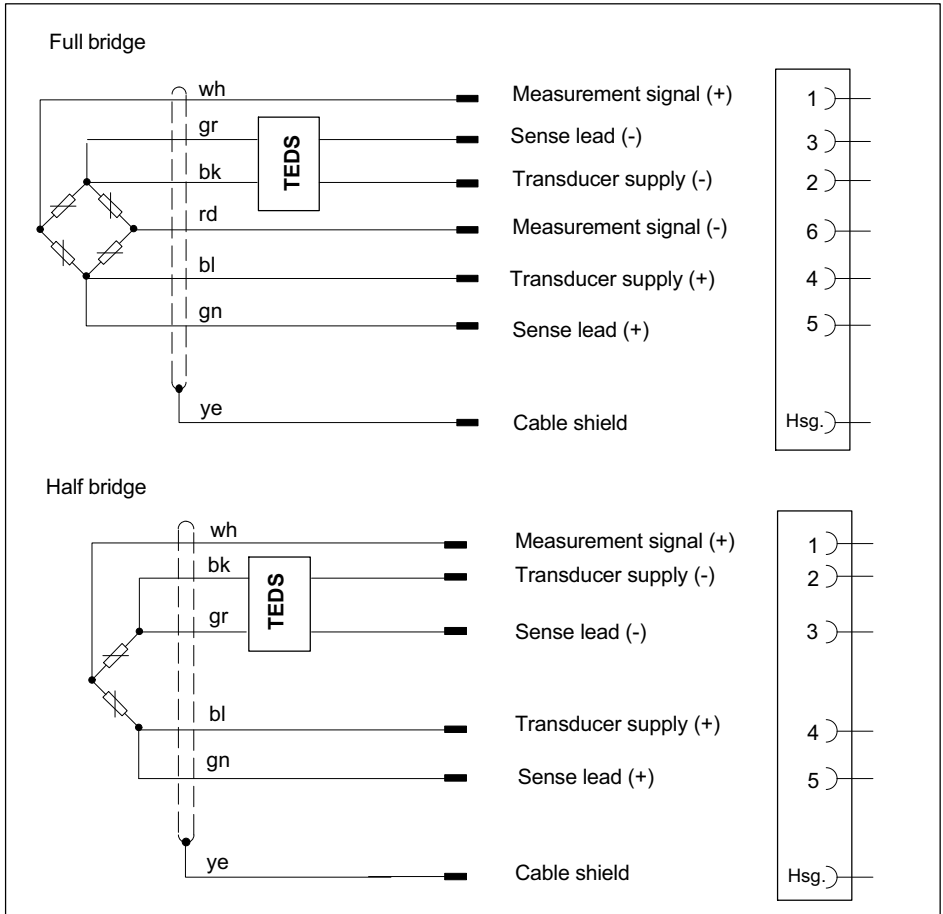 Full bridge
wh Measurement signal (+) 1
gr Sense lead (-) 3
TEDS
bk Transducer supply (-) 2
rd Measurement signal (-) 6
bl Transducer supply (+) 4
gn Sense lead (+) 5
ye Cable shield Hsg.
Half bridge
wh Measurement signal (+) 1
bk Transducer supply (-) 2
TEDS
gr Sense lead (-) 3
bl Transducer supply (+) 4
gn Sense lead (+) 5
ye Cable shield Hsg.